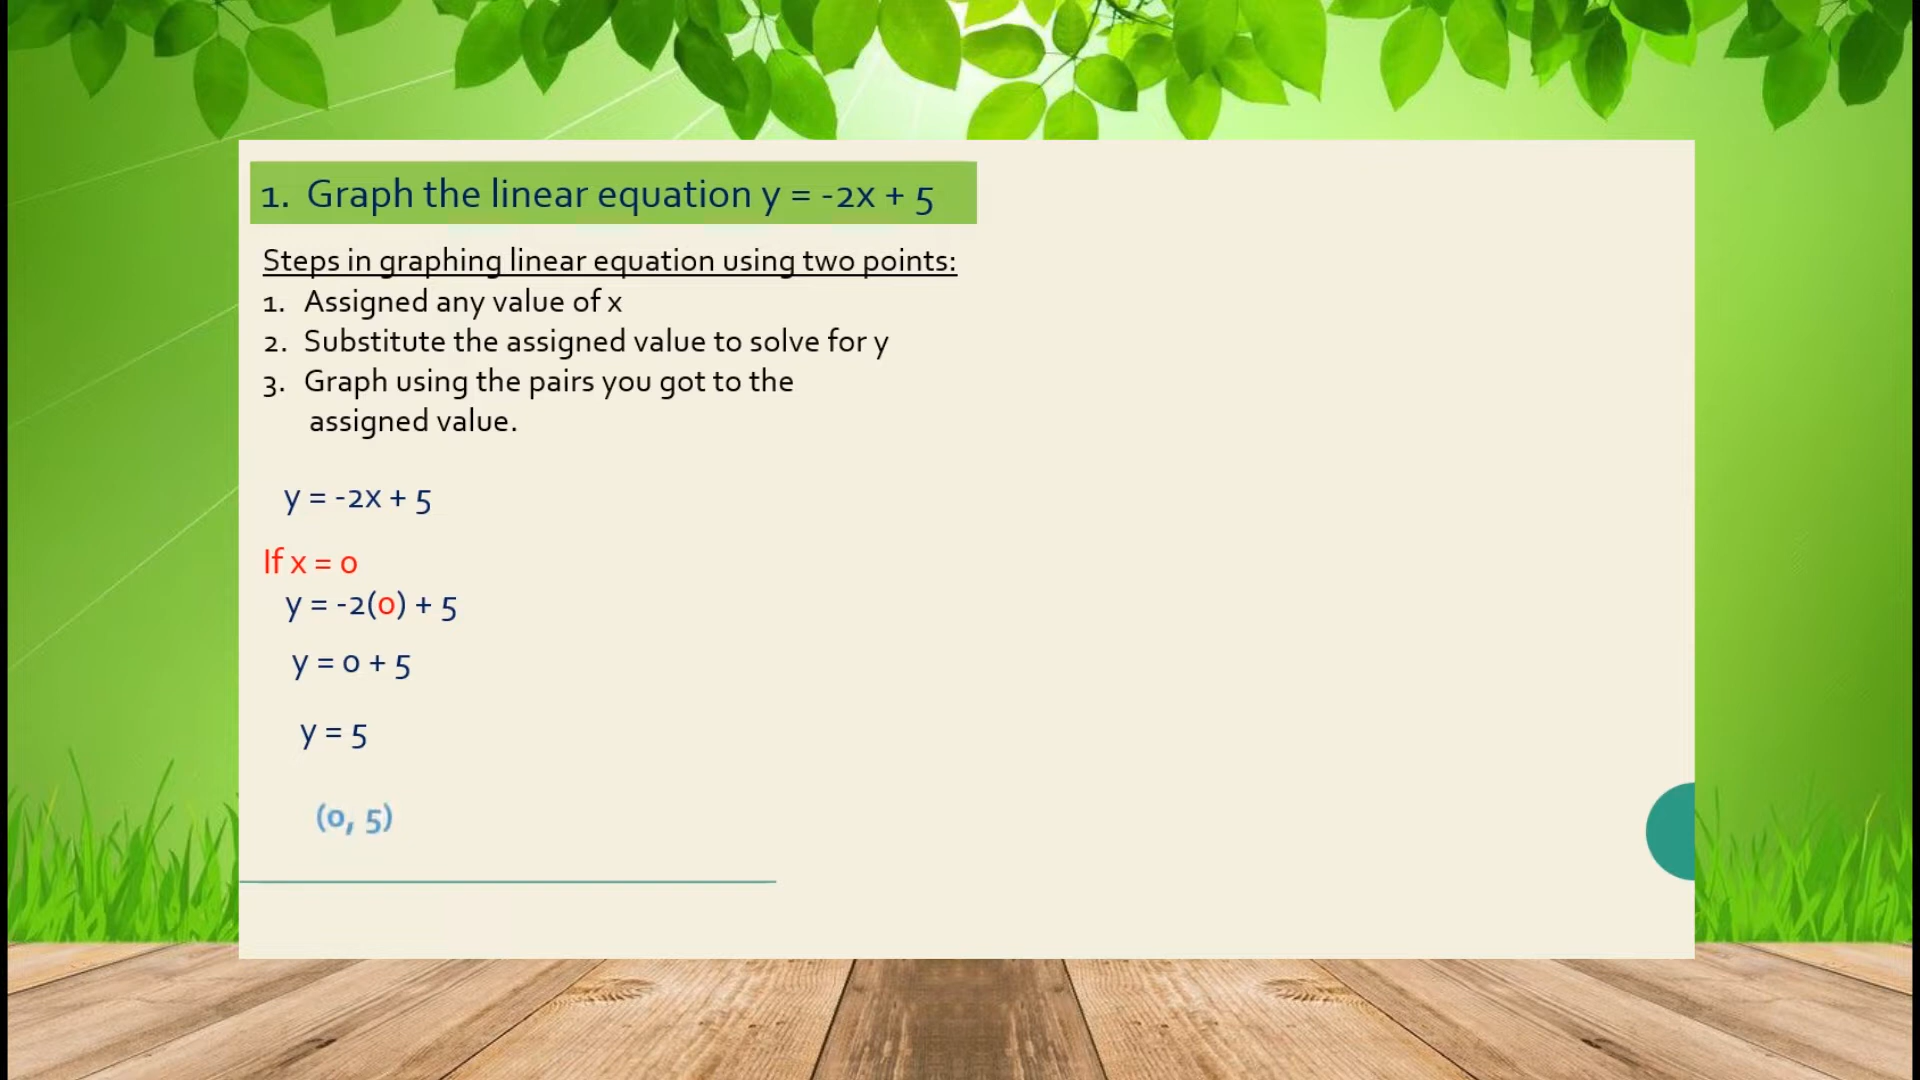 1. Graph the linear equation y = -2x + 5
Steps in graphing linear equation using two points:
1. Assigned any value of x
2. Substitute the assigned value to solve for y
3. Graph using the pairs you got to the
assigned value.
y = -2x + 5
If x = 0
y = -2(0) + 5
y = 0 + 5
y = 5
(0, 5)